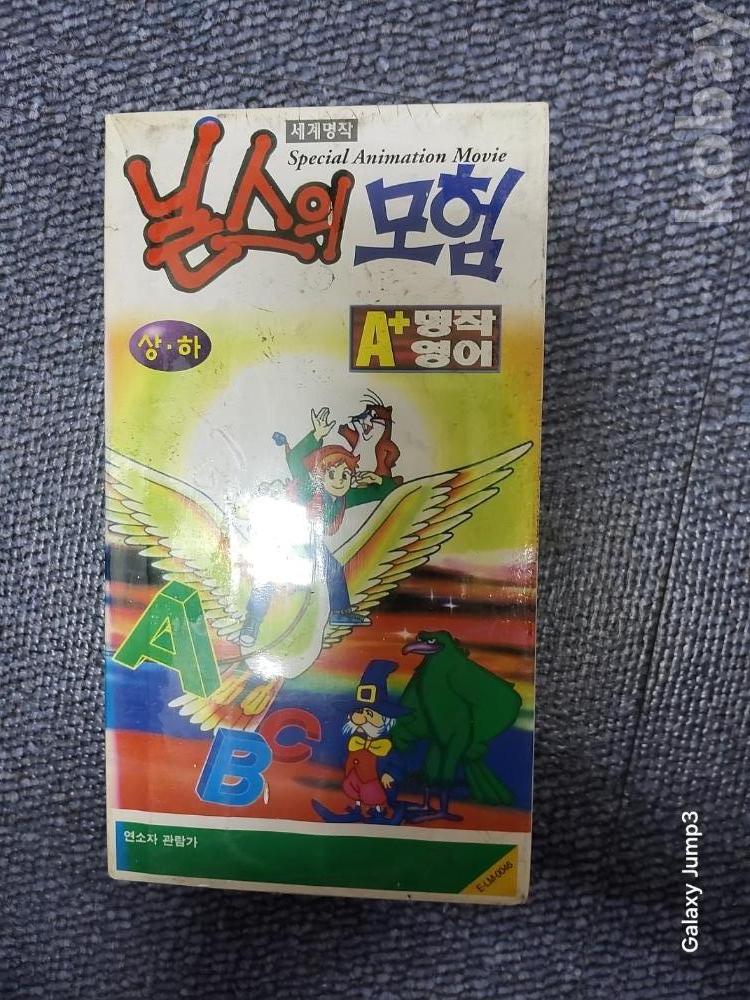 세계명작
Special Animation Movie
닐스의 모험
상·하
A+ 명작
영어
A
B
C
연소자 관람가
E-LM-0046
kobay
Galaxy Jump3